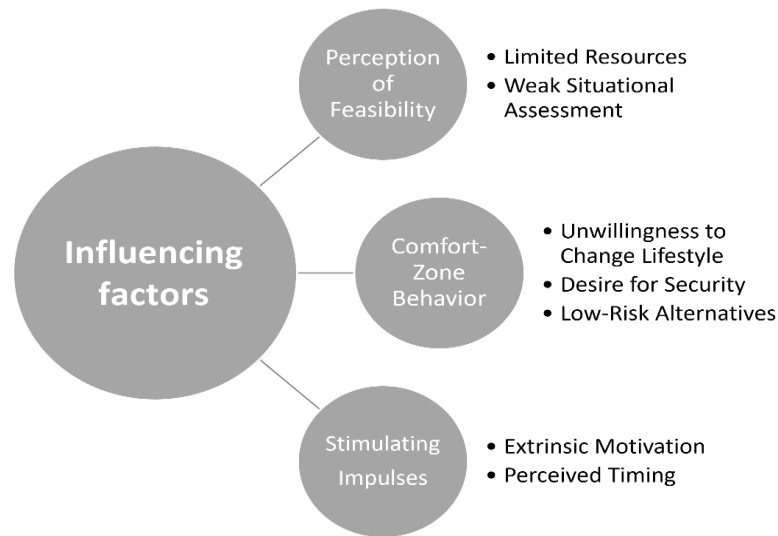 Perception
of
Feasibility
• Limited Resources
• Weak Situational
Assessment
Influencing
factors
Comfort-
Zone
Behavior
• Unwillingness to
Change Lifestyle
• Desire for Security
• Low-Risk Alternatives
Stimulating
Impulses
• Extrinsic Motivation
• Perceived Timing